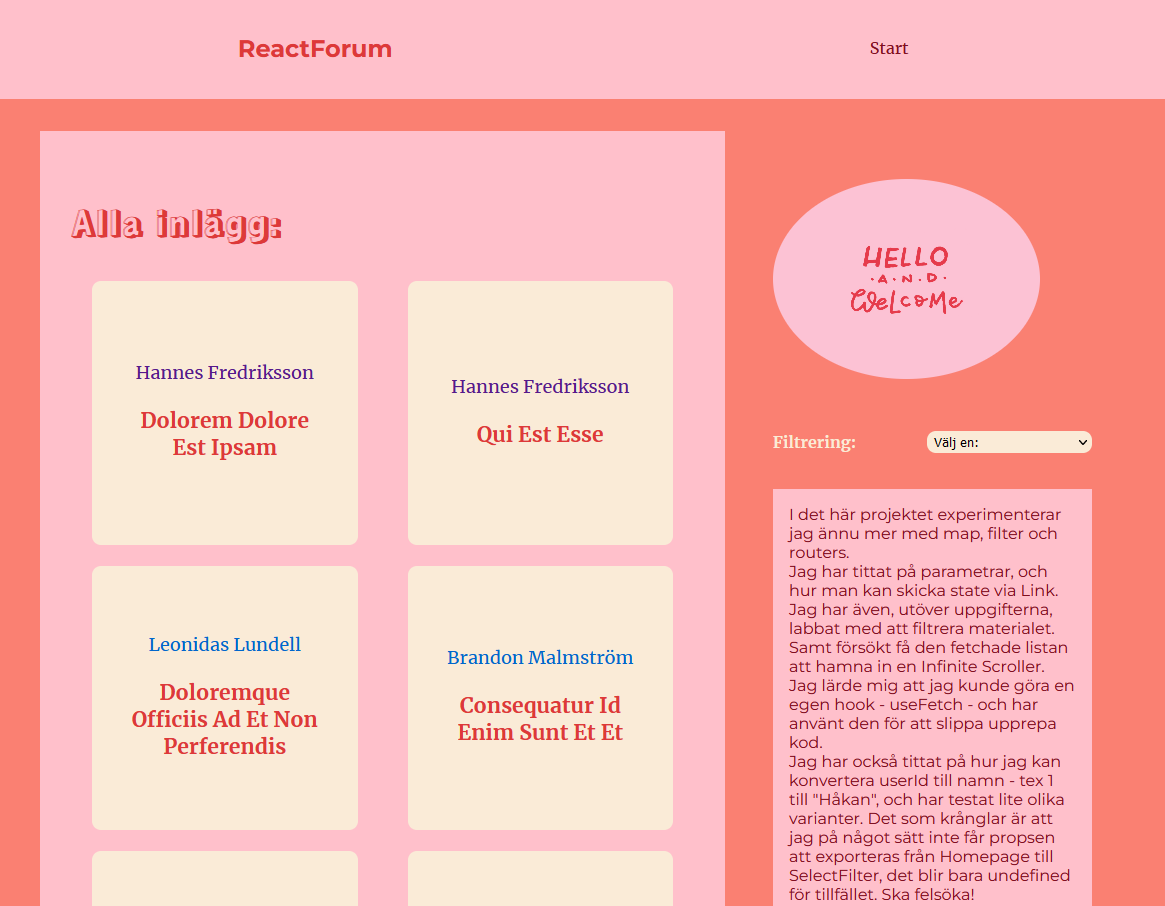 ReactForum
Start
Alla inlägg:
Hannes Fredriksson
Dolorem Dolore
Est Ipsam
Hannes Fredriksson
Qui Est Esse
Leonidas Lundell
Doloremque
Officiis Ad Et Non
Perferendis
Brandon Malmström
Consequatur Id
Enim Sunt Et Et
HELLO
·A·N·D·
WeLcoMe
Filtrering:
Välj en:
I det här projektet experimenterar
jag ännu mer med map, filter och
routers.
Jag har tittat på parametrar, och
hur man kan skicka state via Link.
Jag har även, utöver uppgifterna,
labbat med att filtrera materialet.
Samt försökt få den fetchade listan
att hamna in en Infinite Scroller.
Jag lärde mig att jag kunde göra en
egen hook - useFetch - och har
använt den för att slippa upprepa
kod.
Jag har också tittat på hur jag kan
konvertera userId till namn - tex 1
till "Håkan", och har testat lite olika
varianter. Det som krånglar är att
jag på något sätt inte får propsen
att exporteras från Homepage till
SelectFilter, det blir bara undefined
för tillfället. Ska felsöka!